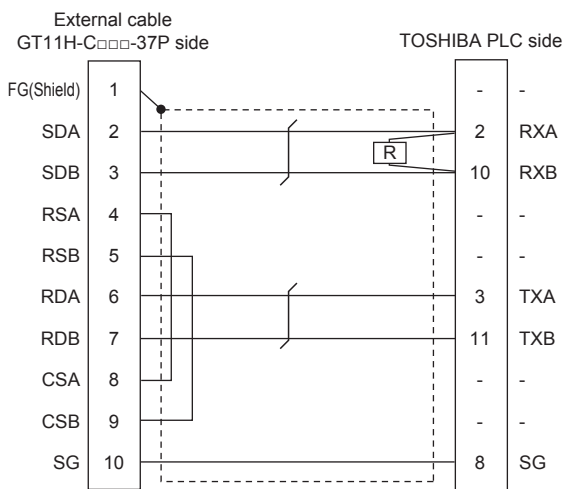 External cable
GT11H-C□□□-37P side
TOSHIBA PLC side
FG(Shield) 1 - -
SDA 2 2 RXA
R
SDB 3 10 RXB
RSA 4 - -
RSB 5 - -
RDA 6 3 TXA
RDB 7 11 TXB
CSA 8 - -
CSB 9 - -
SG 10 8 SG